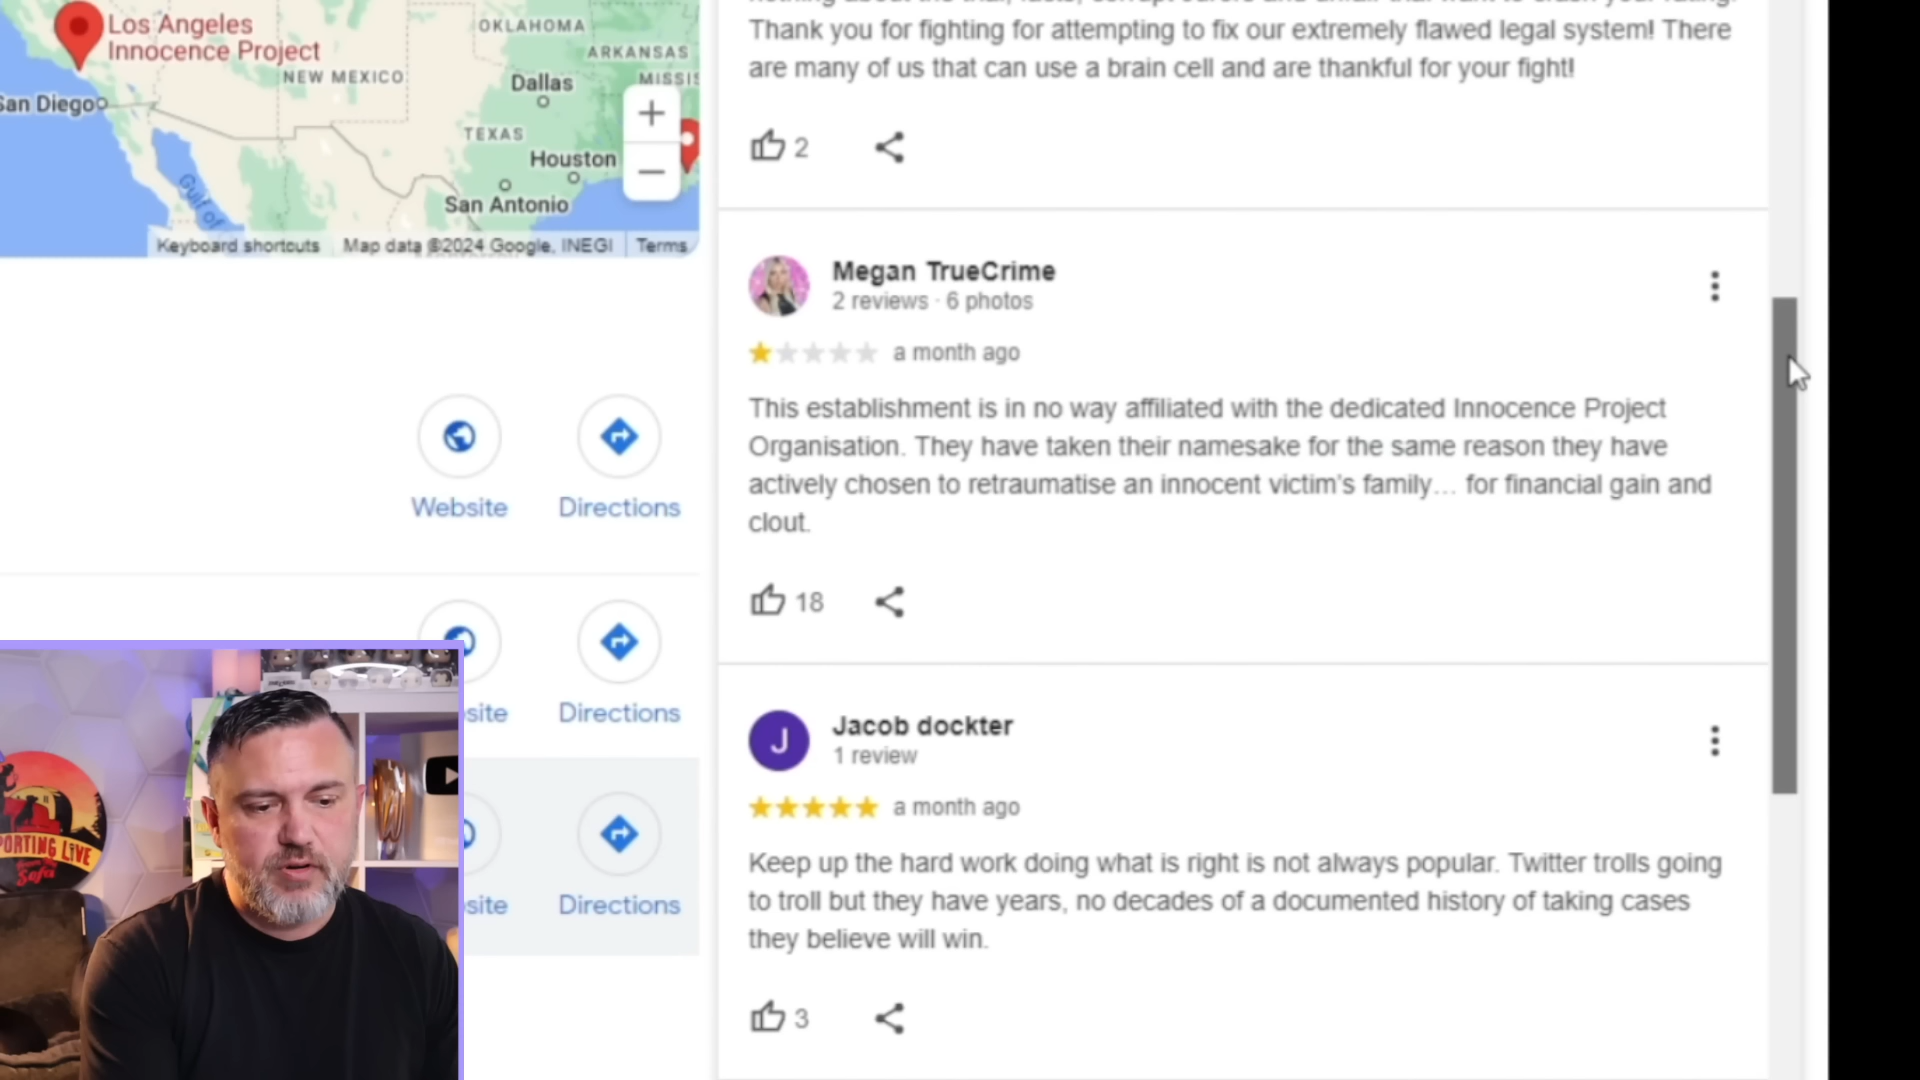 Los Angeles
Innocence Project
OKLAHOMA
ARKANSAS
NEW MEXICO
Dallas
San Diego
TEXAS
Houston
San Antonio
Gulf of
Keyboard shortcuts
Map data ©2024 Google, INEGI
Terms
Website
Directions
site
Directions
site
Directions
PORTING LIVE
Sofa
Thank you for fighting for attempting to fix our extremely flawed legal system! There
are many of us that can use a brain cell and are thankful for your fight!
2
Megan TrueCrime
2 reviews · 6 photos
a month ago
This establishment is in no way affiliated with the dedicated Innocence Project
Organisation. They have taken their namesake for the same reason they have
actively chosen to retraumatise an innocent victim's family… for financial gain and
clout.
18
J
Jacob dockter
1 review
a month ago
Keep up the hard work doing what is right is not always popular. Twitter trolls going
to troll but they have years, no decades of a documented history of taking cases
they believe will win.
3